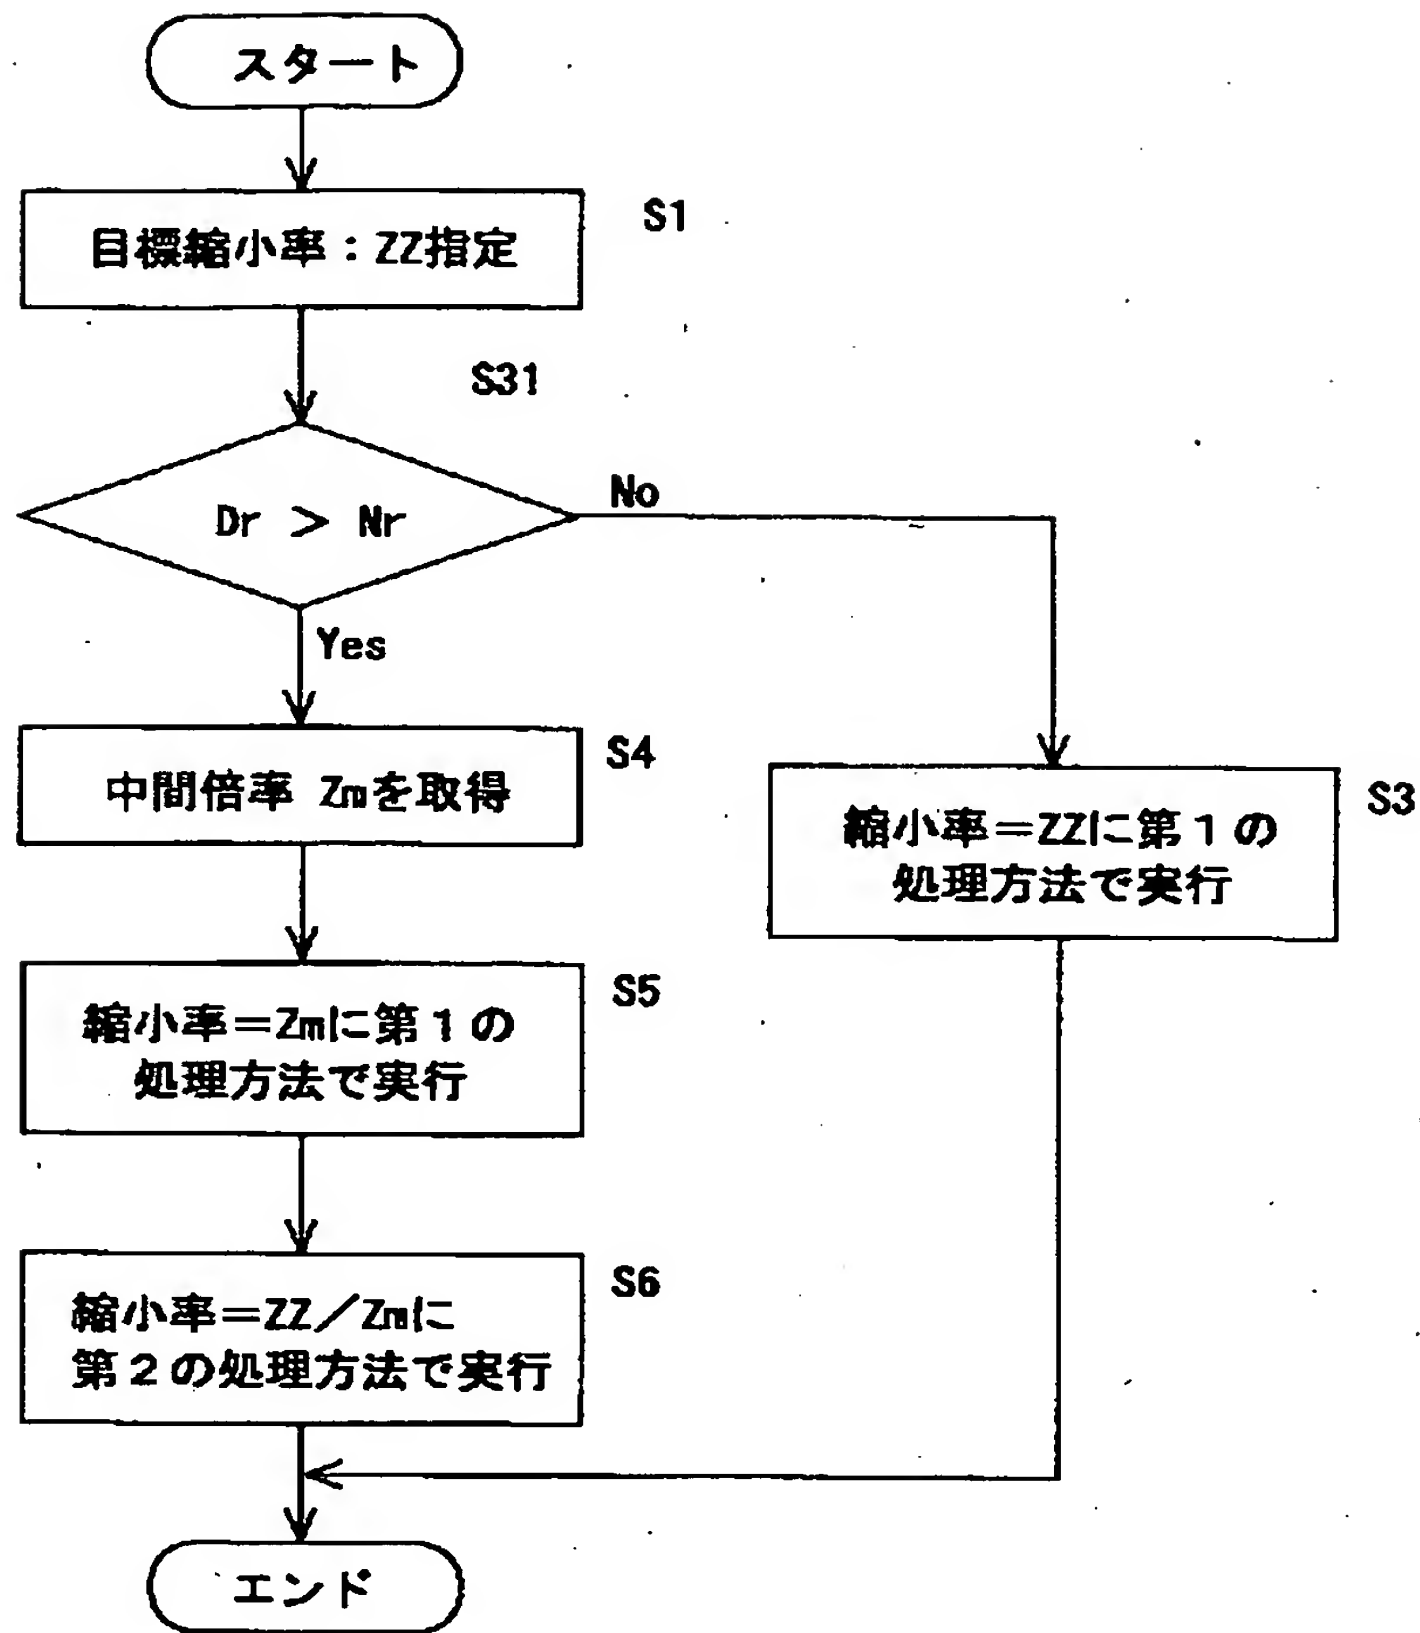 スタート
目標縮小率：ZZ指定
S1
S31
Dr ＞ Nr
No
Yes
中間倍率 Zmを取得
S4
縮小率＝ZZに第１の
処理方法で実行
S3
縮小率＝Zmに第１の
処理方法で実行
S5
縮小率＝ZZ／Zmに
第２の処理方法で実行
S6
エンド